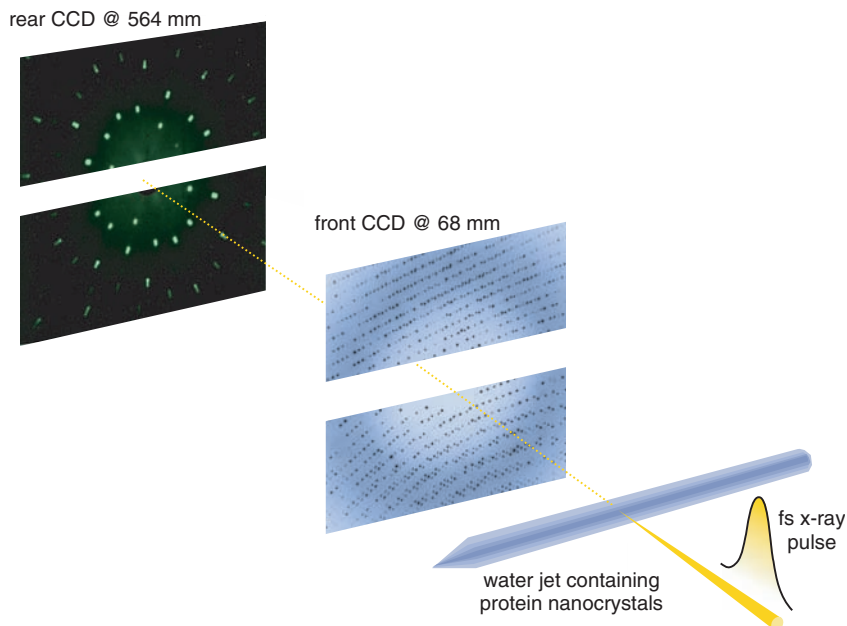 rear CCD @ 564 mm
front CCD @ 68 mm
fs x-ray
pulse
water jet containing
protein nanocrystals